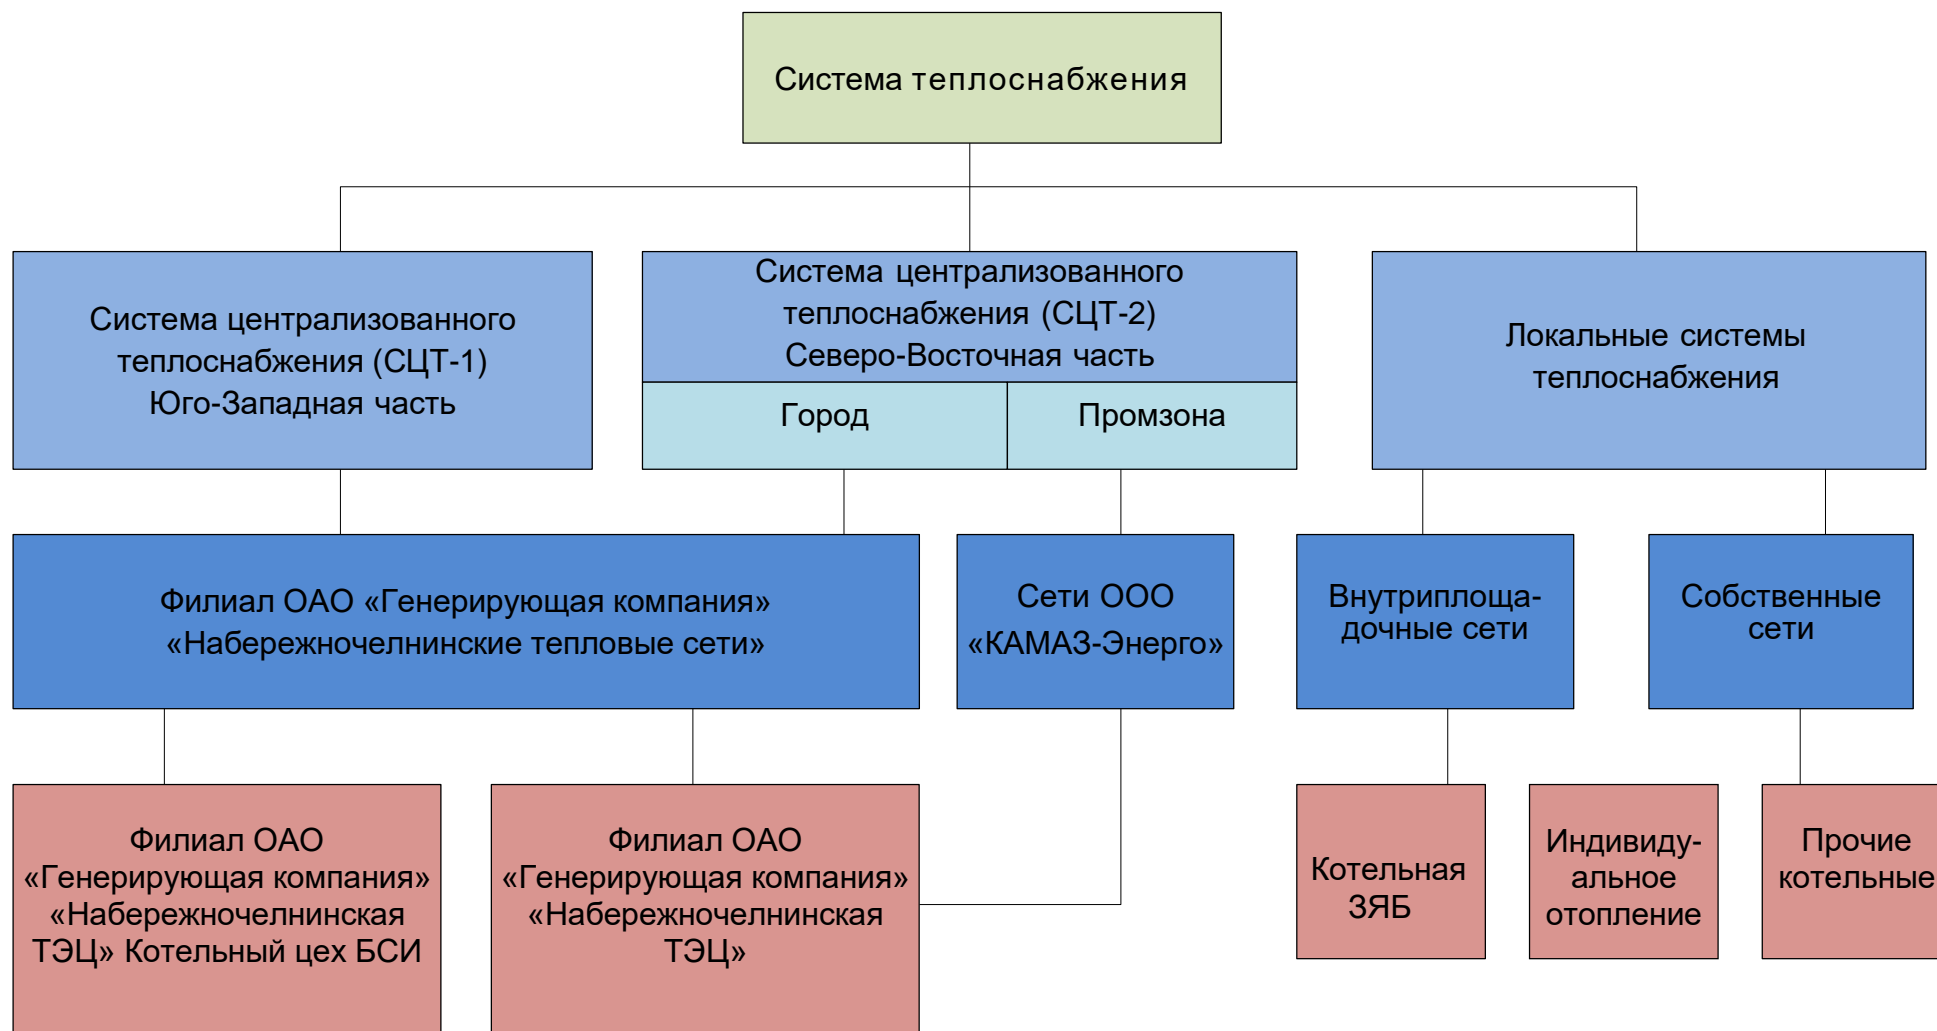 Система теплоснабжения
Система централизованного
теплоснабжения (СЦТ-1)
Юго-Западная часть
Система централизованного
теплоснабжения (СЦТ-2)
Северо-Восточная часть
Город
Промзона
Локальные системы
теплоснабжения
Филиал ОАО «Генерирующая компания»
«Набережночелнинские тепловые сети»
Сети ООО
«КАМАЗ-Энерго»
Внутриплоща-
дочные сети
Собственные
сети
Филиал ОАО
«Генерирующая компания»
«Набережночелнинская
ТЭЦ» Котельный цех БСИ
Филиал ОАО
«Генерирующая компания»
«Набережночелнинская
ТЭЦ»
Котельная
ЗЯБ
Индивиду-
альное
отопление
Прочие
котельные